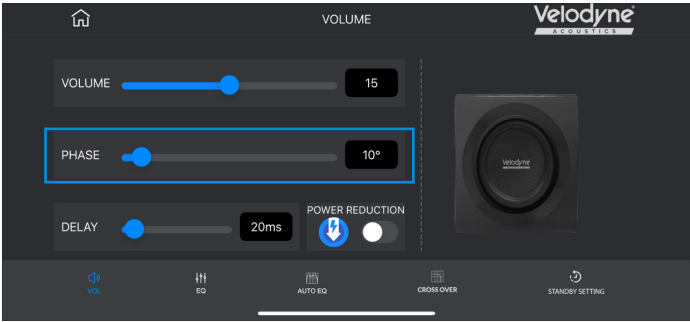 VOLUME
Velodyne
ACOUSTICS
VOLUME 15
PHASE 10°
Velodyne
DELAY 20ms
POWER REDUCTION
VOL EQ AUTO EQ CROSS OVER STANDBY SETTING